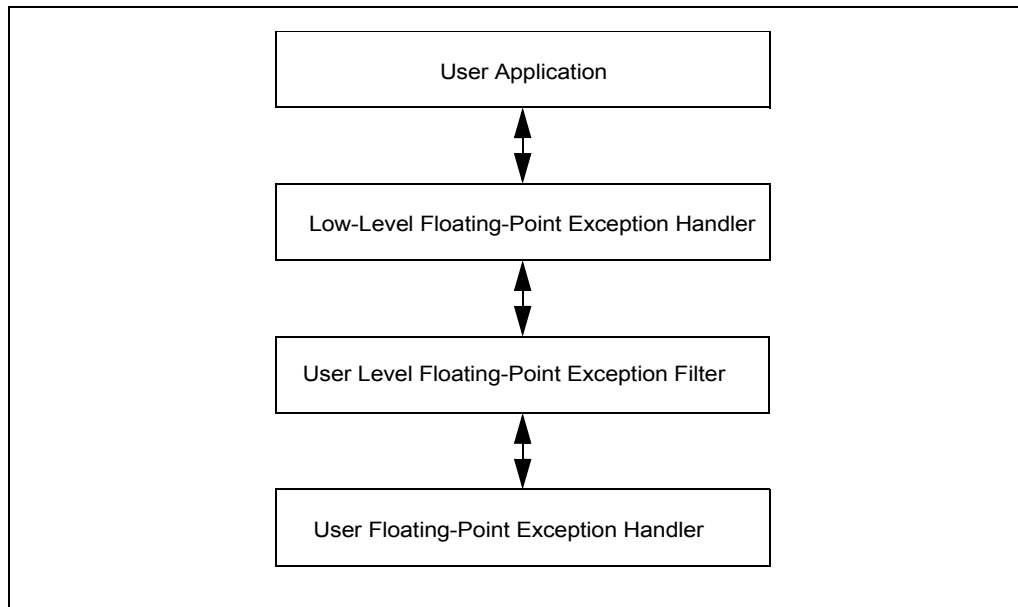 User Application
Low-Level Floating-Point Exception Handler
User Level Floating-Point Exception Filter
User Floating-Point Exception Handler